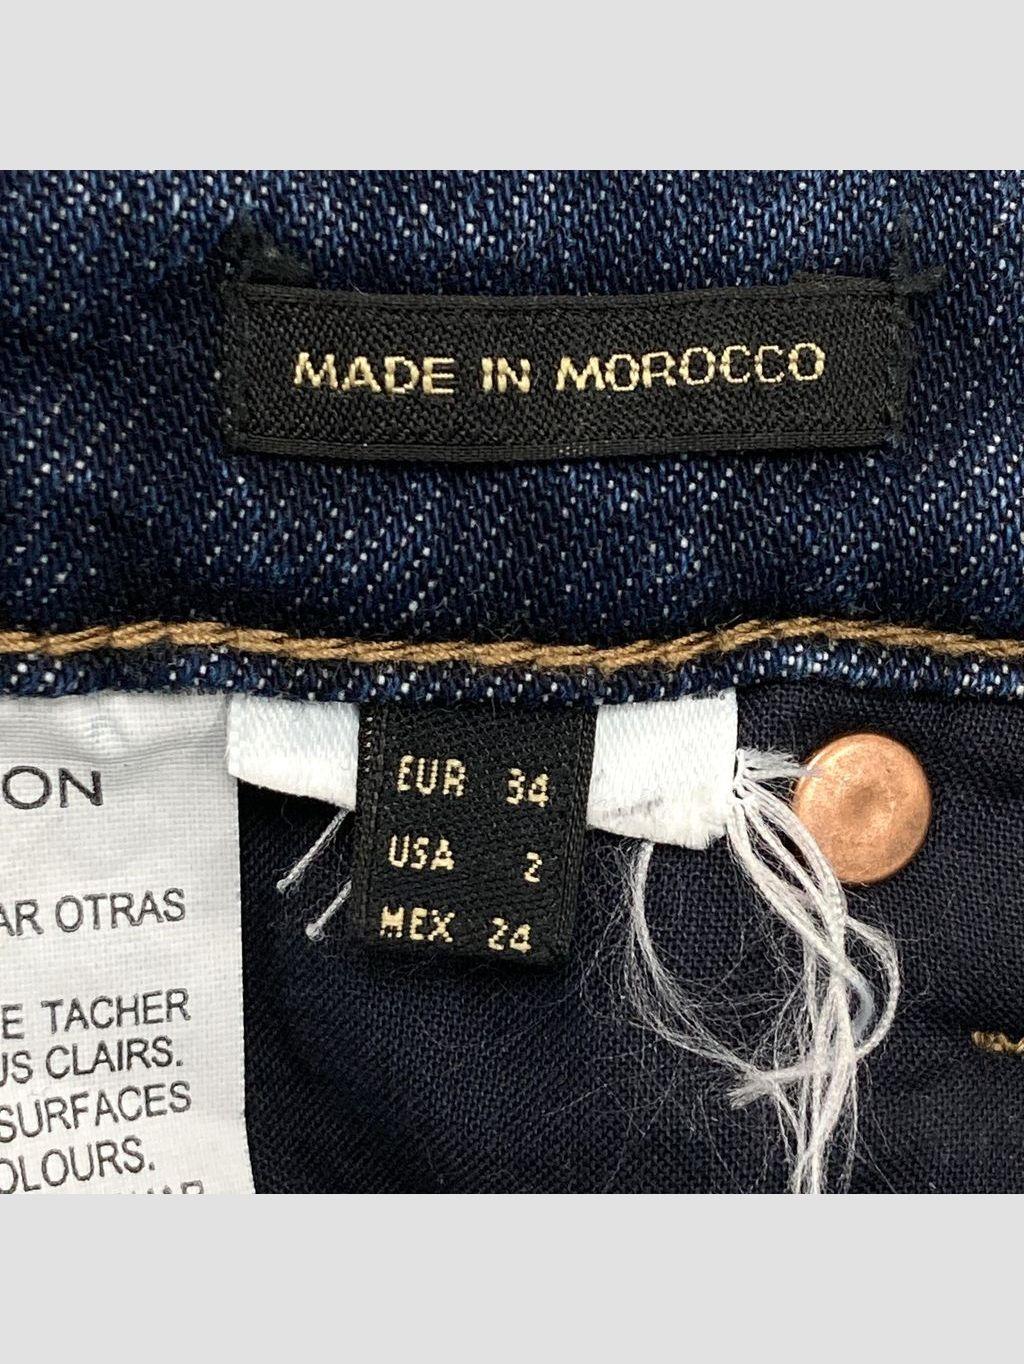 MADE IN MOROCCO
EUR 34
USA 2
MEX 24
ON
AR OTRAS
E TACHER
US CLAIRS.
SURFACES
OLOURS.